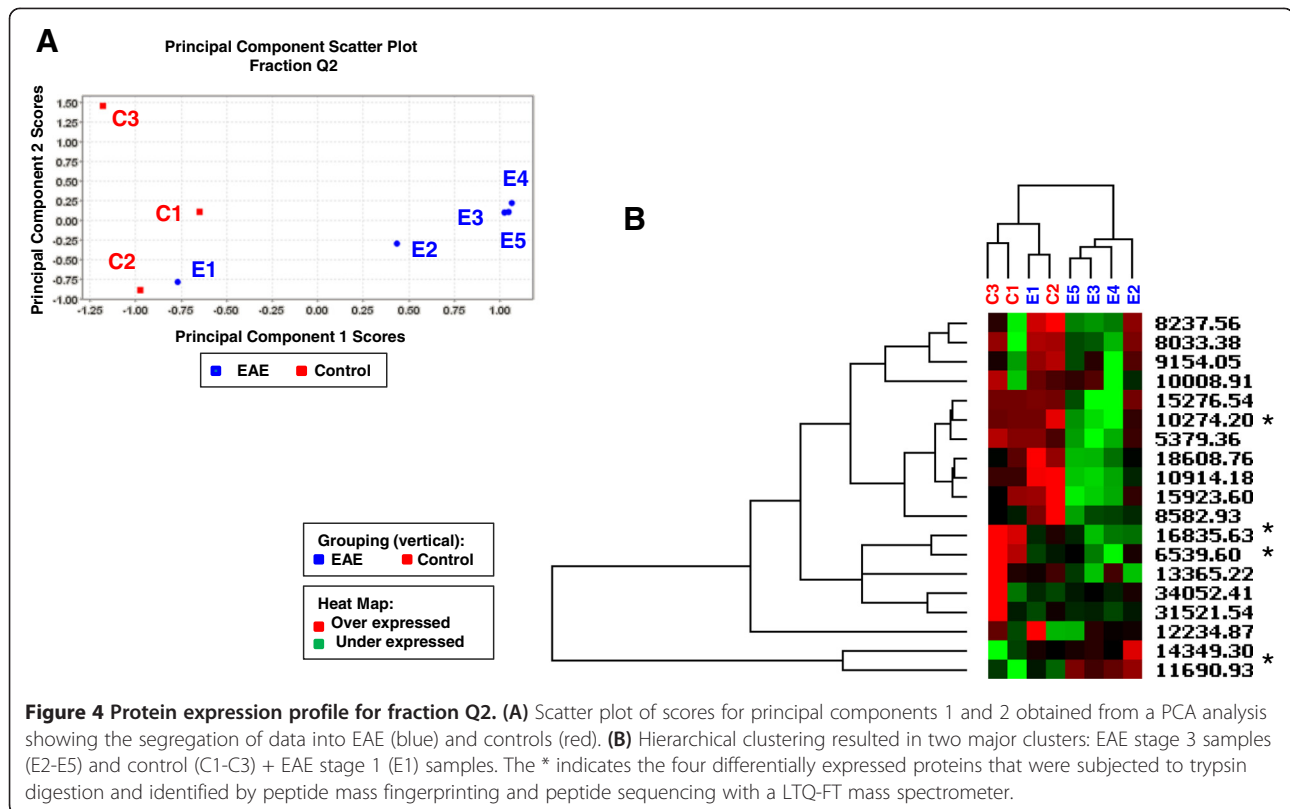 A
Principal Component Scatter Plot
Fraction Q2
Principal Component 2 Scores
1.50
1.25
1.00
0.75
0.50
0.25
0.00
-0.25
-0.50
-0.75
-1.00
C3
C1
C2
E1
E2
E3
E4
E5
-1.25 -1.00 -0.75 -0.50 -0.25 0.00 0.25 0.50 0.75 1.00
Principal Component 1 Scores
EAE Control
B
C3 C1 E1 C2 E5 E3 E4 E2
8237.56
8033.38
9154.05
10008.91
15276.54
10274.20 *
5379.36
18608.76
10914.18
15923.60
8582.93
16835.63 *
6539.60 *
13365.22
34052.41
31521.54
12234.87
14349.30
11690.93 *
Grouping (vertical):
EAE Control
Heat Map:
Over expressed
Under expressed
Figure 4 Protein expression profile for fraction Q2. (A) Scatter plot of scores for principal components 1 and 2 obtained from a PCA analysis
showing the segregation of data into EAE (blue) and controls (red). (B) Hierarchical clustering resulted in two major clusters: EAE stage 3 samples
(E2-E5) and control (C1-C3) + EAE stage 1 (E1) samples. The * indicates the four differentially expressed proteins that were subjected to trypsin
digestion and identified by peptide mass fingerprinting and peptide sequencing with a LTQ-FT mass spectrometer.